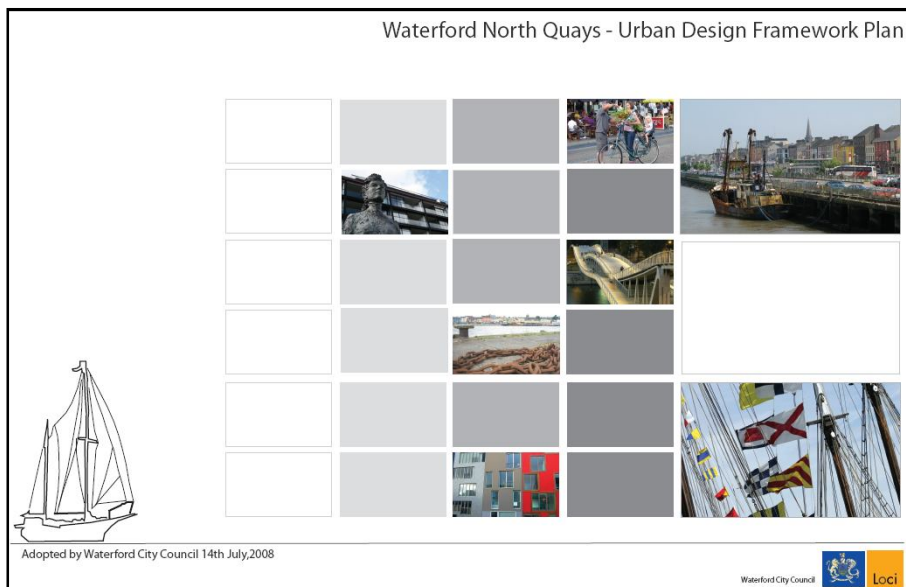 Waterford North Quays - Urban Design Framework Plan
Adopted by Waterford City Council 14th July,2008
Waterford City Council
Loci